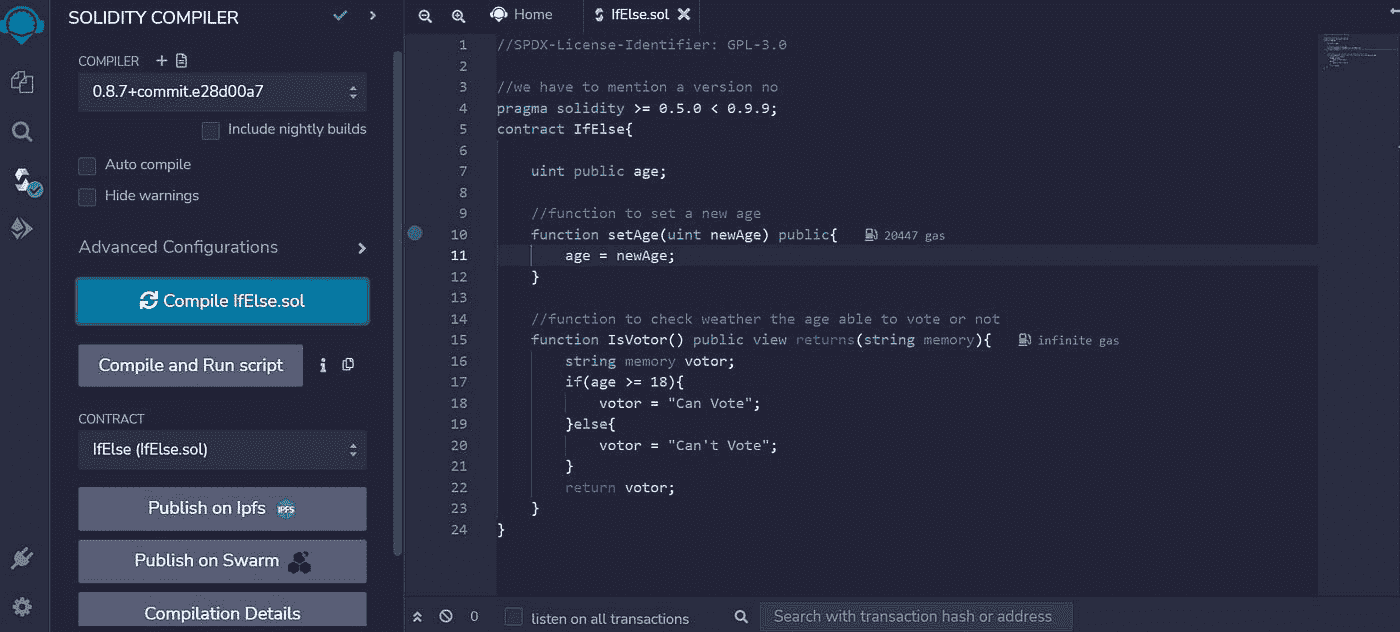 SOLIDITY COMPILER
COMPILER
0.8.7+commit.e28d00a7
Include nightly builds
Auto compile
Hide warnings
Advanced Configurations
Compile IfElse.sol
Compile and Run script
CONTRACT
IfElse (IfElse.sol)
Publish on Ipfs IPFS
Publish on Swarm
Compilation Details
Home IfElse.sol
1 //SPDX-License-Identifier: GPL-3.0
2
3 //we have to mention a version no
4 pragma solidity >= 0.5.0 < 0.9.9;
5 contract IfElse{
6
7 uint public age;
8
9 //function to set a new age
10 function setAge(uint newAge) public{ 20447 gas
11 age = newAge;
12 }
13
14 //function to check weather the age able to vote or not
15 function IsVotor() public view returns(string memory){ infinite gas
16 string memory votor;
17 if(age >= 18){
18 votor = "Can Vote";
19 }else{
20 votor = "Can't Vote";
21 }
22 return votor;
23 }
24 }
0 listen on all transactions Search with transaction hash or address